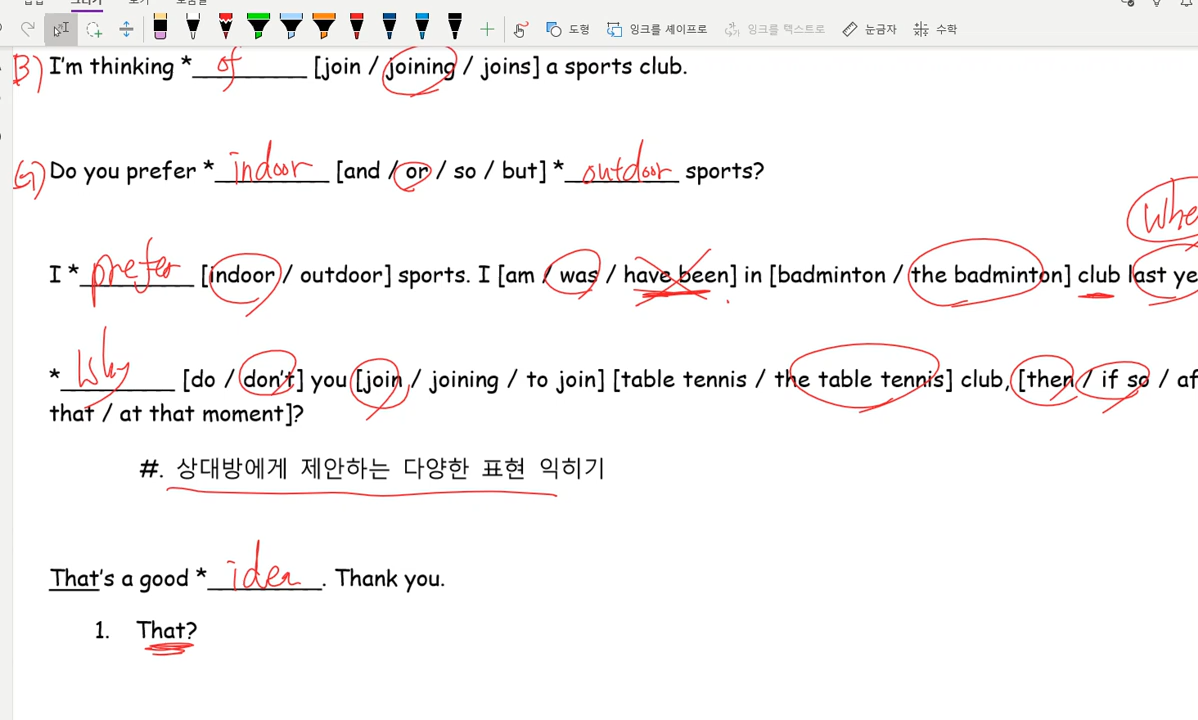 도형 잉크를 셰이프로 잉크를 텍스트로 눈금자 수학
B) I'm thinking * of [join / joining / joins] a sports club.
G) Do you prefer * indoor [and / or / so / but] * outdoor sports?
Whe
I * prefer [indoor / outdoor] sports. I [am / was / have been] in [badminton / the badminton] club last ye
* Why [do / don't] you [join / joining / to join] [table tennis / the table tennis] club, [then / if so / af
that / at that moment]?
#. 상대방에게 제안하는 다양한 표현 익히기
That's a good * idea. Thank you.
1. That?